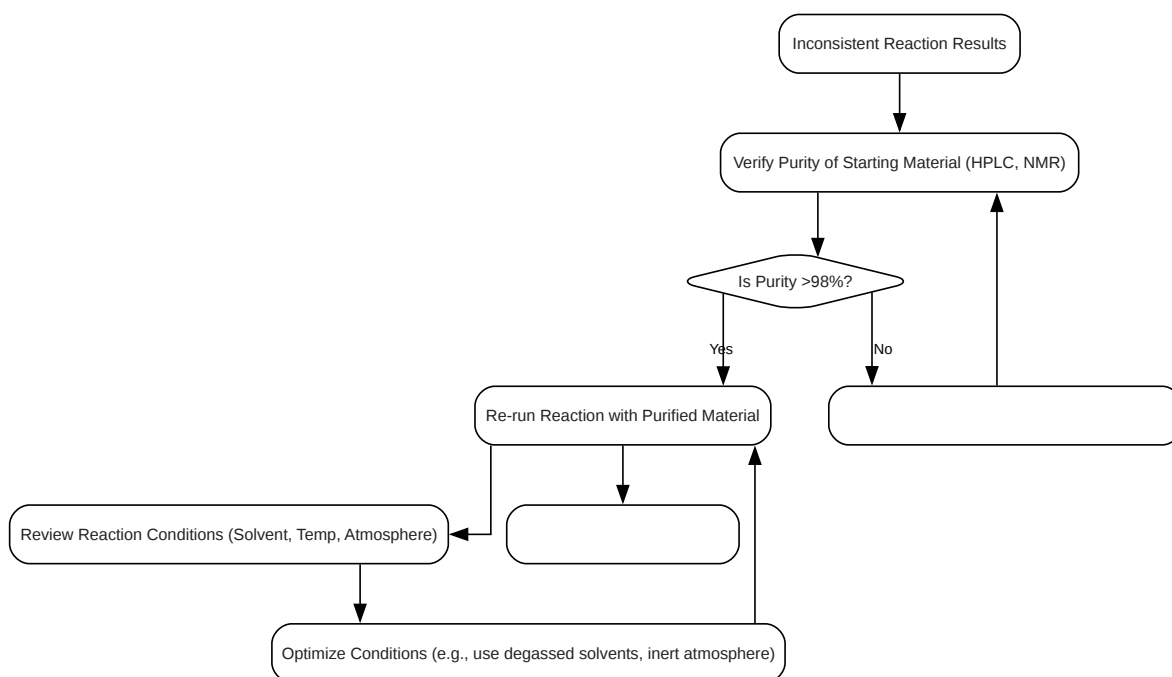 Inconsistent Reaction Results
Verify Purity of Starting Material (HPLC, NMR)
Is Purity >98%?
Yes
No
Re-run Reaction with Purified Material
Review Reaction Conditions (Solvent, Temp, Atmosphere)
Optimize Conditions (e.g., use degassed solvents, inert atmosphere)